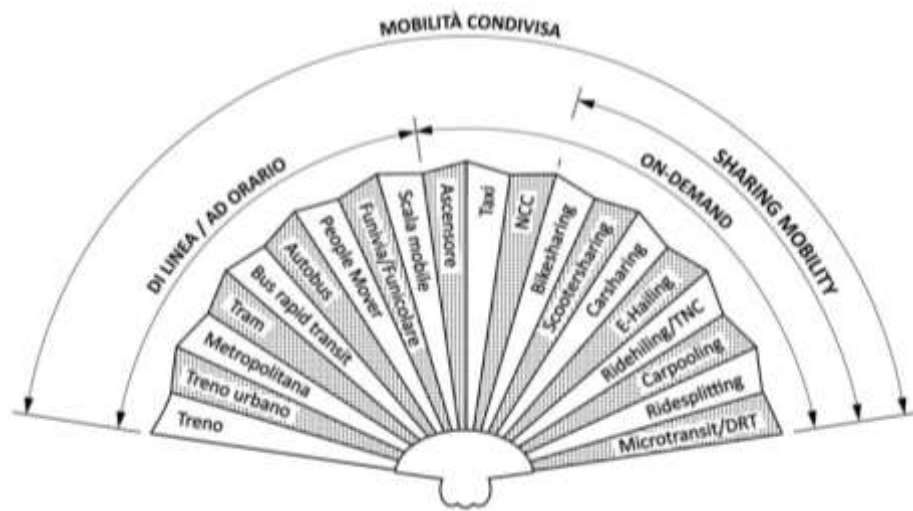 MOBILITÀ CONDIVISA
DI LINEA / AD ORARIO
ON-DEMAND
SHARING MOBILITY
Treno
Treno urbano
Metropolitana
Tram
Bus rapid transit
Autobus
People Mover
Funivia/Funicolare
Scala mobile
Ascensore
Taxi
NCC
Bikesharing
Scootersharing
Carsharing
E-Hailing
Ridehiling/TNC
Carpooling
Ridesplitting
Microtransit/DRT